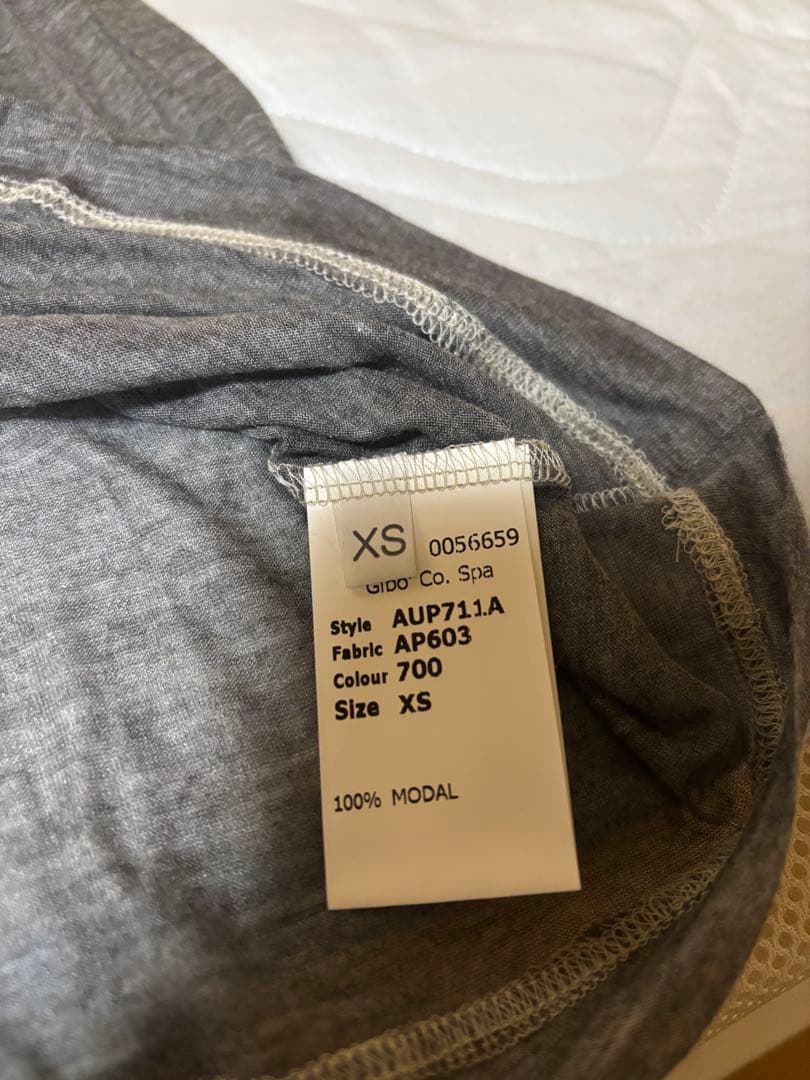 XS 0056659
Gibo' Co. Spa
Style AUP711A
Fabric AP603
Colour 700
Size XS
100% MODAL